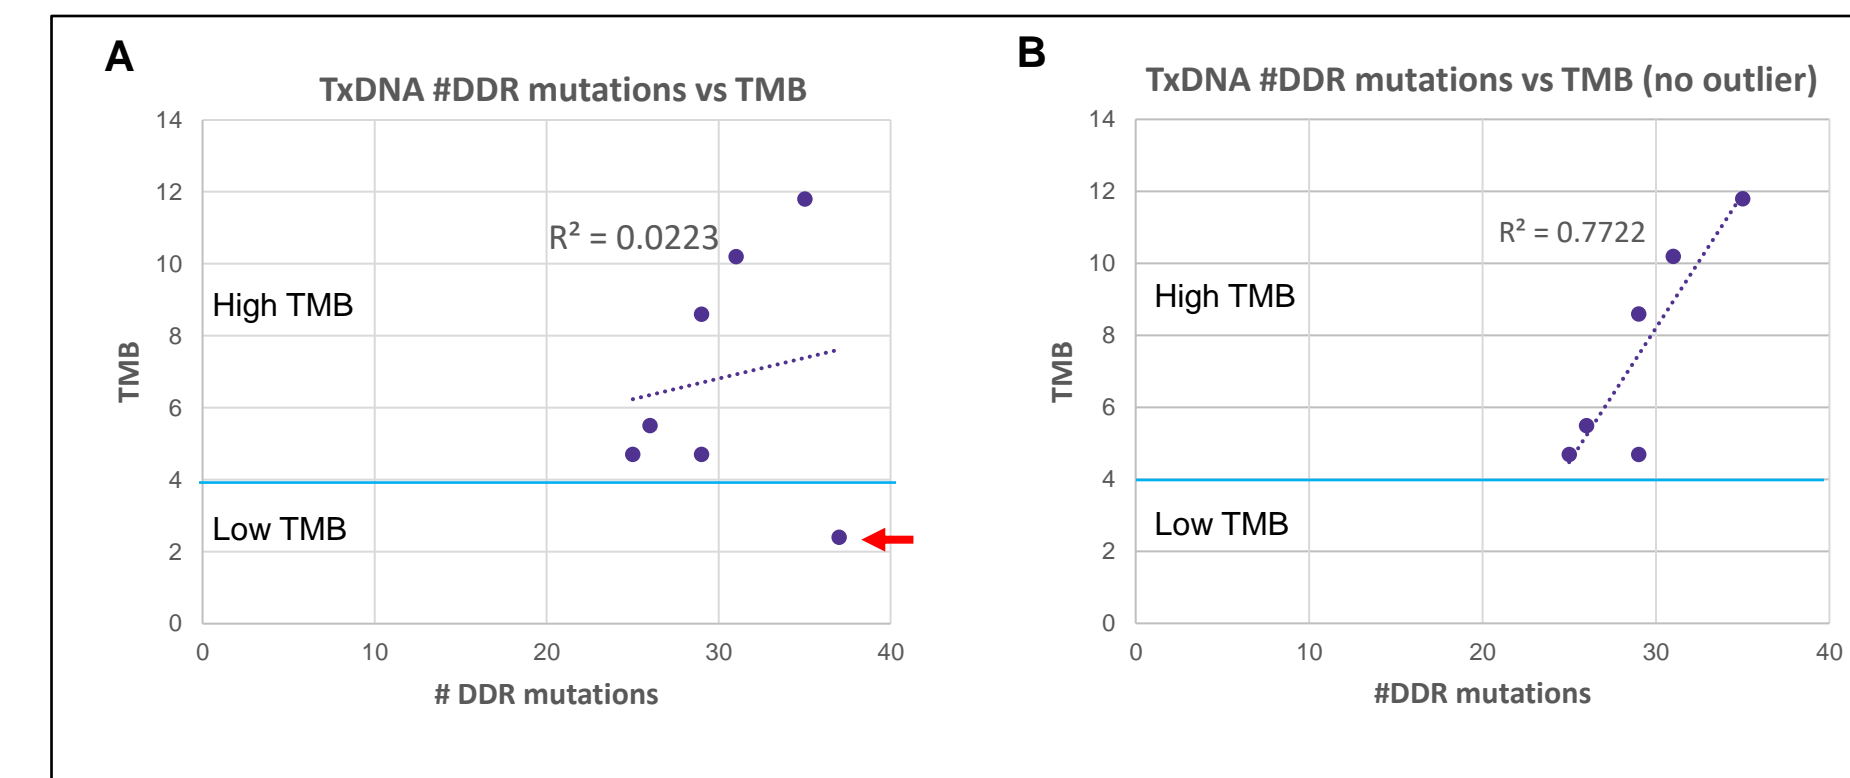 A
TxDNA #DDR mutations vs TMB
14
12
10
8
6
4
2
0
TMB
R² = 0.0223
High TMB
Low TMB
0 10 20 30 40
# DDR mutations
B
TxDNA #DDR mutations vs TMB (no outlier)
14
12
10
8
6
4
2
0
TMB
R² = 0.7722
High TMB
Low TMB
0 10 20 30 40
#DDR mutations